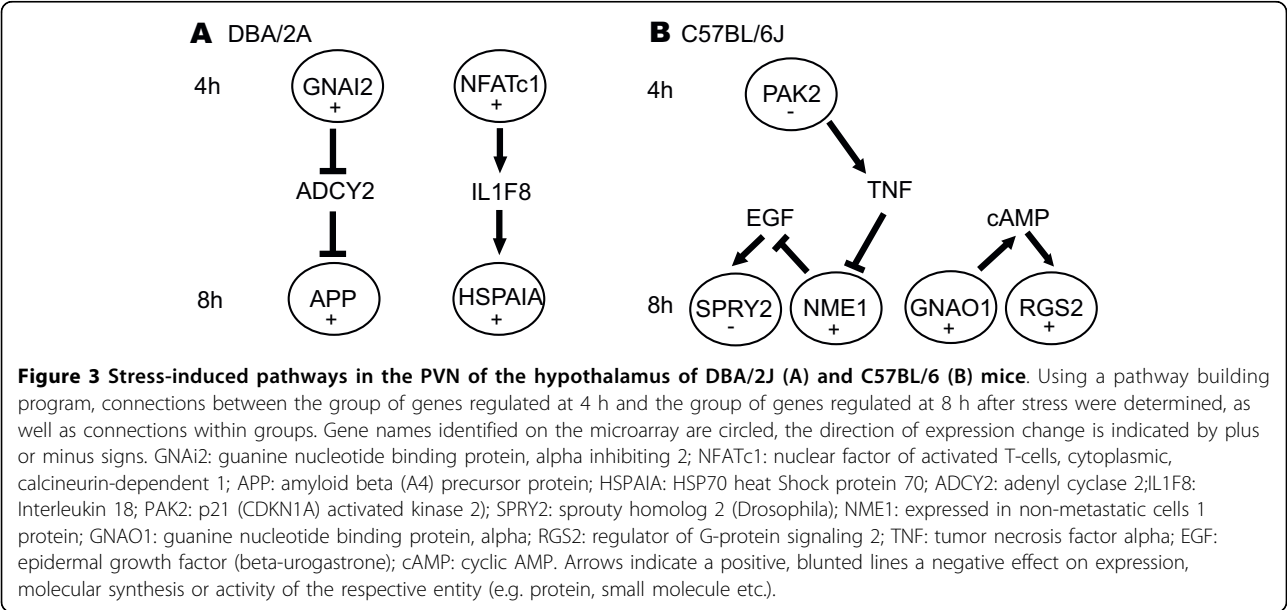 A DBA/2A
4h
GNAI2
+
NFATc1
+
ADCY2
IL1F8
8h
APP
+
HSPAIA
+
B C57BL/6J
4h
PAK2
-
TNF
EGF
cAMP
8h
SPRY2
-
NME1
+
GNAO1
+
RGS2
+
Figure 3 Stress-induced pathways in the PVN of the hypothalamus of DBA/2J (A) and C57BL/6 (B) mice. Using a pathway building
program, connections between the group of genes regulated at 4 h and the group of genes regulated at 8 h after stress were determined, as
well as connections within groups. Gene names identified on the microarray are circled, the direction of expression change is indicated by plus
or minus signs. GNAi2: guanine nucleotide binding protein, alpha inhibiting 2; NFATc1: nuclear factor of activated T-cells, cytoplasmic,
calcineurin-dependent 1; APP: amyloid beta (A4) precursor protein; HSPAIA: HSP70 heat Shock protein 70; ADCY2: adenyl cyclase 2;IL1F8:
Interleukin 18; PAK2: p21 (CDKN1A) activated kinase 2); SPRY2: sprouty homolog 2 (Drosophila); NME1: expressed in non-metastatic cells 1
protein; GNAO1: guanine nucleotide binding protein, alpha; RGS2: regulator of G-protein signaling 2; TNF: tumor necrosis factor alpha; EGF:
epidermal growth factor (beta-urogastrone); cAMP: cyclic AMP. Arrows indicate a positive, blunted lines a negative effect on expression,
molecular synthesis or activity of the respective entity (e.g. protein, small molecule etc.).